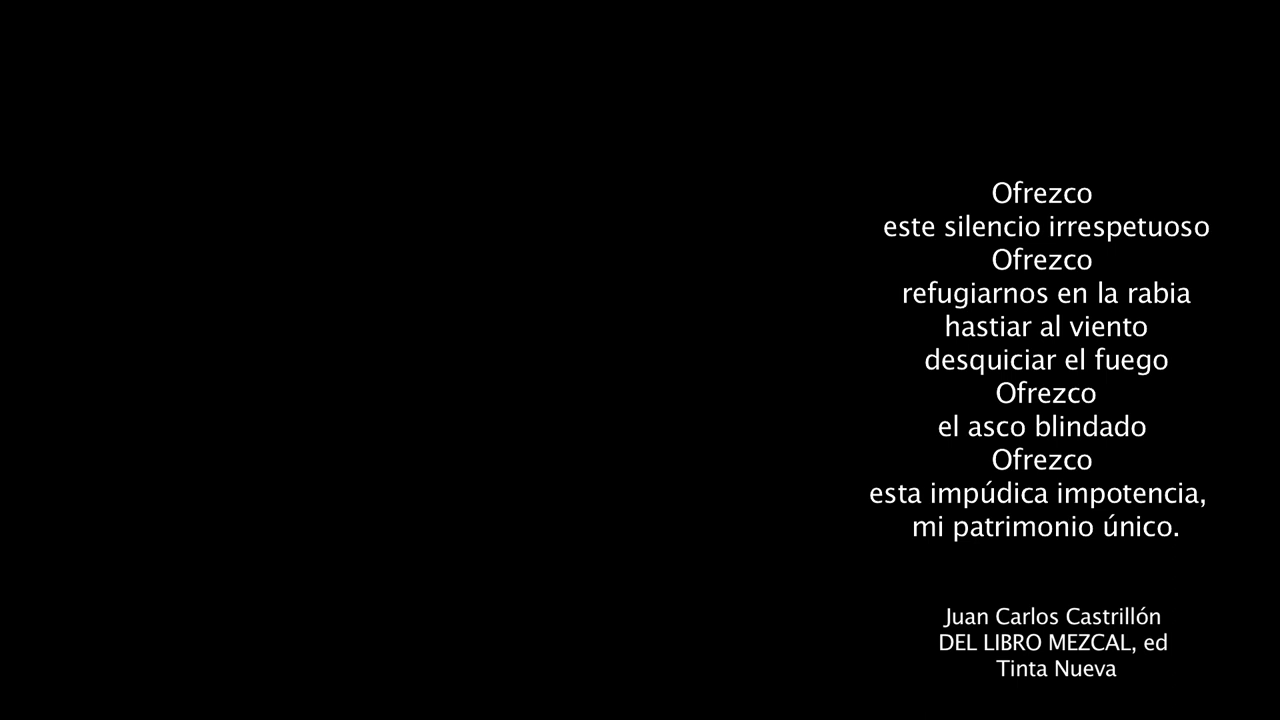 Ofrezco
este silencio irrespetuoso
Ofrezco
refugiarnos en la rabia
hastiar al viento
desquiciar el fuego
Ofrezco
el asco blindado
Ofrezco
esta impúdica impotencia,
mi patrimonio único.
Juan Carlos Castrillón
DEL LIBRO MEZCAL, ed
Tinta Nueva